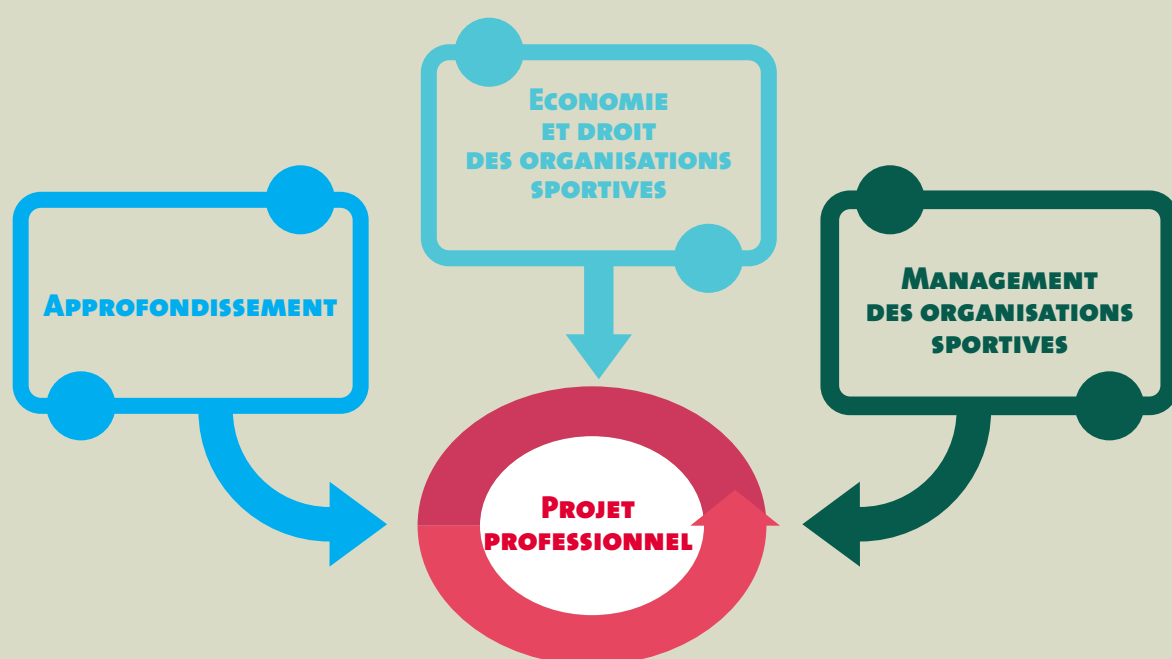 Economie
et droit
des organisations
sportives
Approfondissement
Management
des organisations
sportives
Projet
professionnel